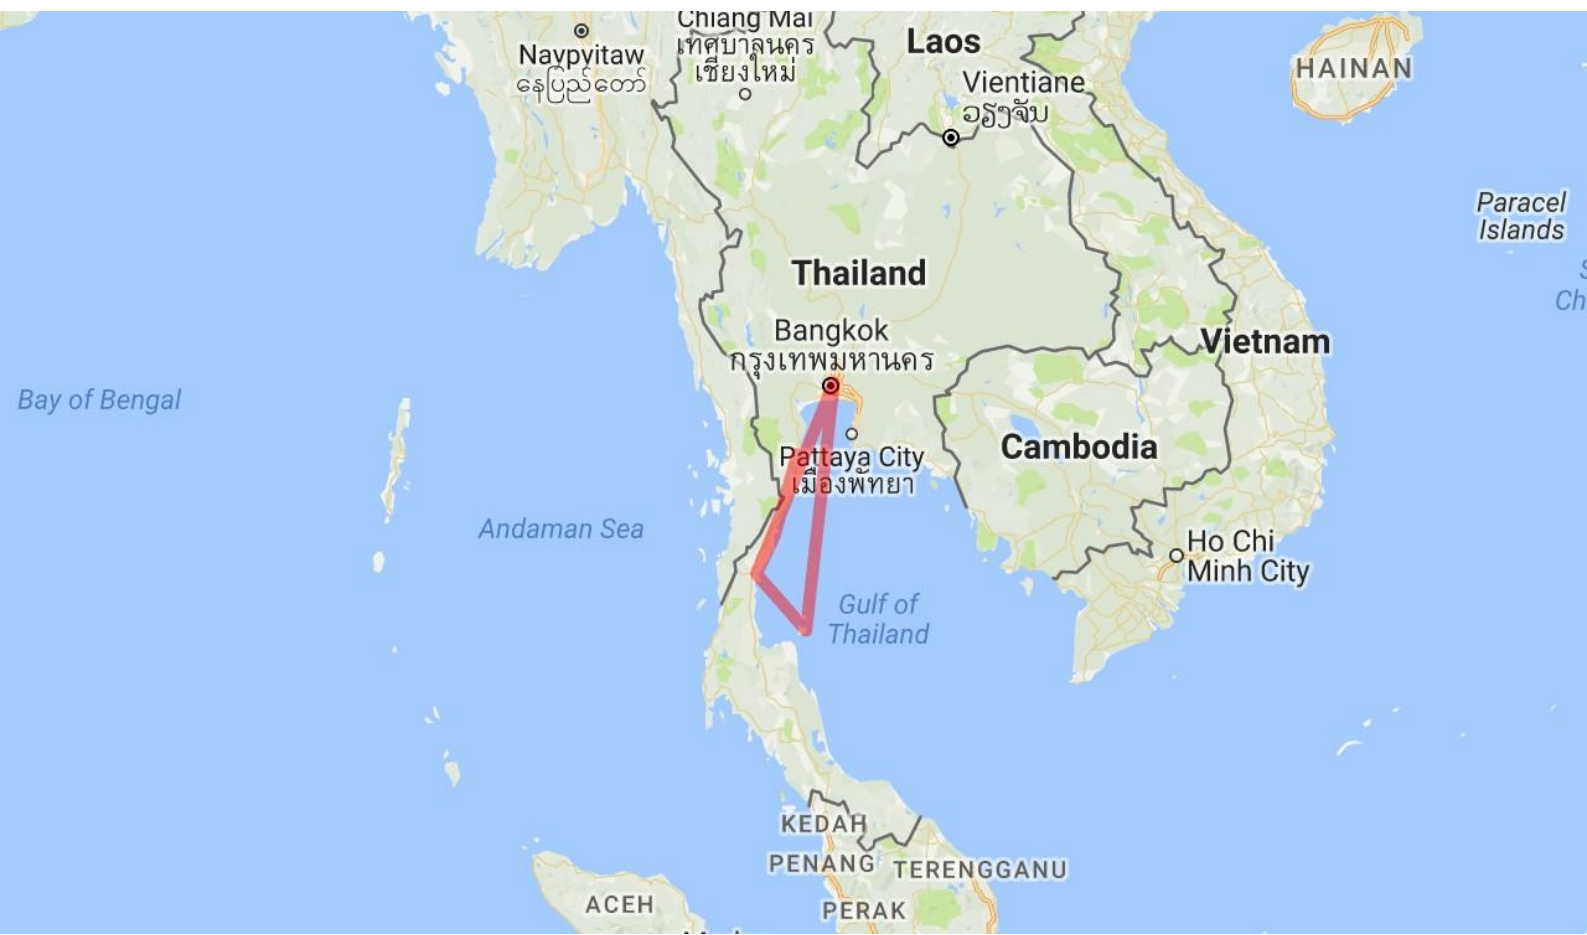 Chiang Mai
เทศบาลนคร
เชียงใหม่
Naypyitaw
နေပြည်တော်
Laos
Vientiane
ວຽງຈັນ
HAINAN
Paracel
Islands
Thailand
Bangkok
กรุงเทพมหานคร
Vietnam
Bay of Bengal
Pattaya City
เมืองพัทยา
Cambodia
Andaman Sea
Ho Chi
Minh City
Gulf of
Thailand
KEDAH
PENANG
TERENGGANU
ACEH
PERAK